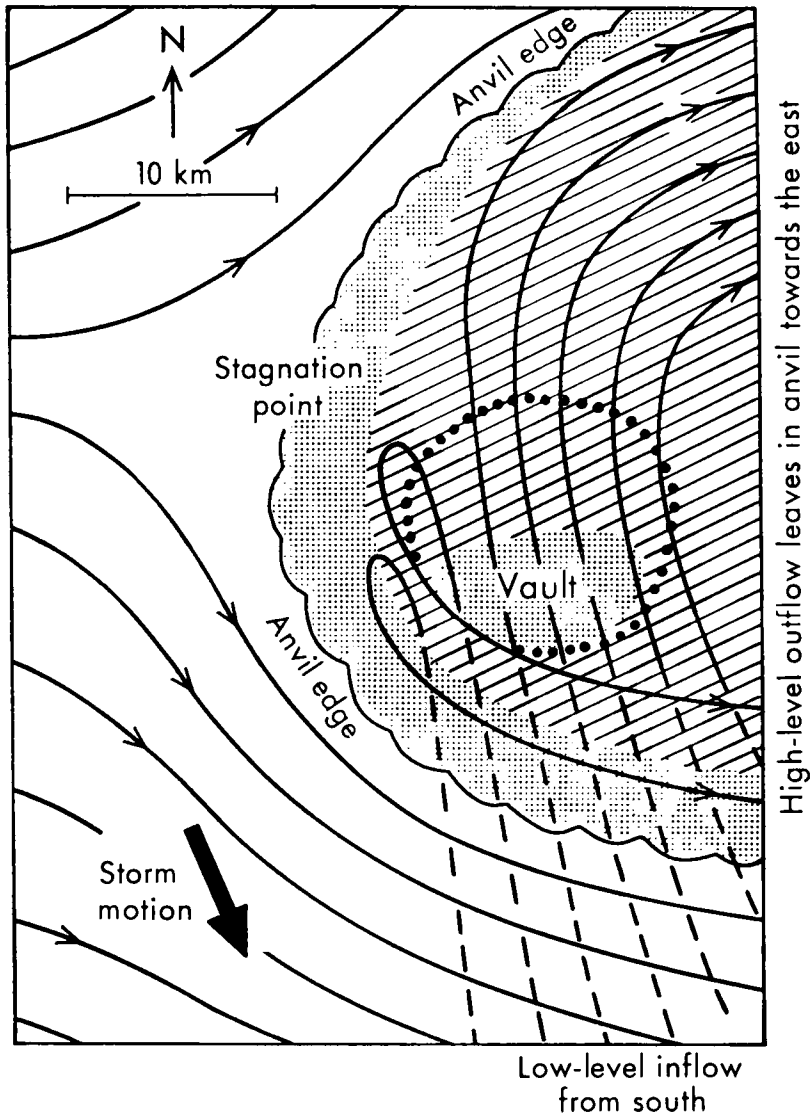 N
10 km
Anvil edge
Stagnation
point
Vault
Anvil edge
Storm
motion
High-level outflow leaves in anvil towards the east
Low-level inflow
from south